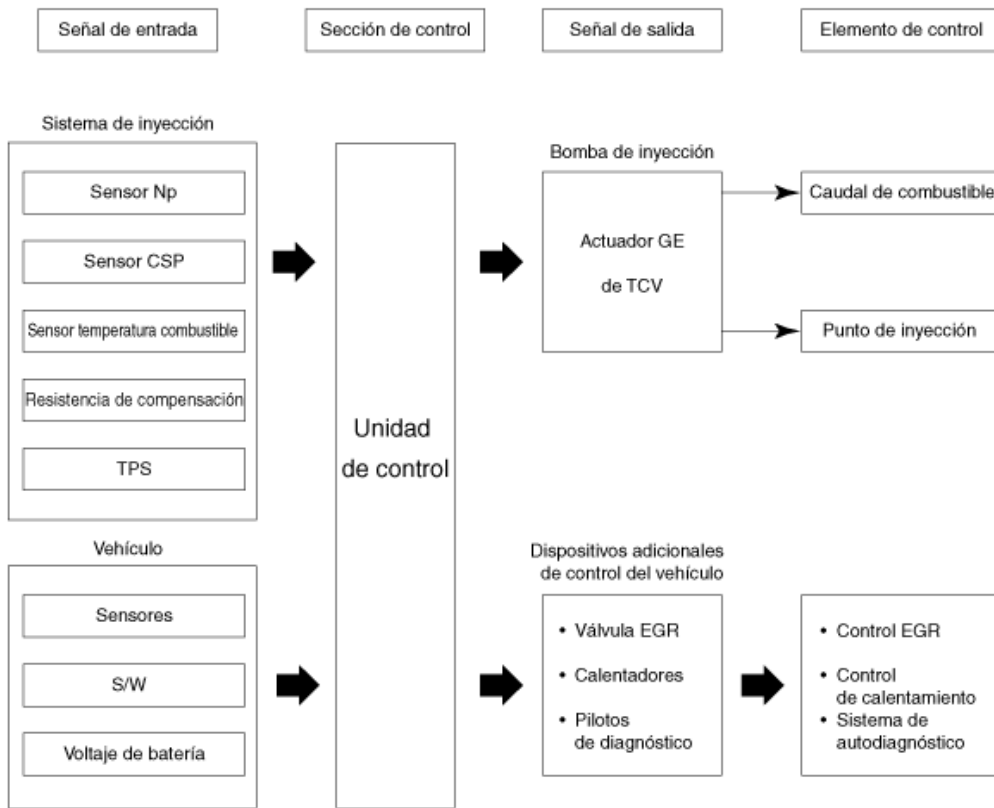 Señal de entrada
Sección de control
Señal de salida
Elemento de control
Sistema de inyección
Sensor Np
Sensor CSP
Sensor temperatura combustible
Resistencia de compensación
TPS
Vehículo
Sensores
S/W
Voltaje de batería
Unidad
de control
Bomba de inyección
Actuador GE
de TCV
Caudal de combustible
Punto de inyección
Dispositivos adicionales
de control del vehículo
• Válvula EGR
• Calentadores
• Pilotos
de diagnóstico
• Control EGR
• Control
de calentamiento
• Sistema de
autodiagnóstico